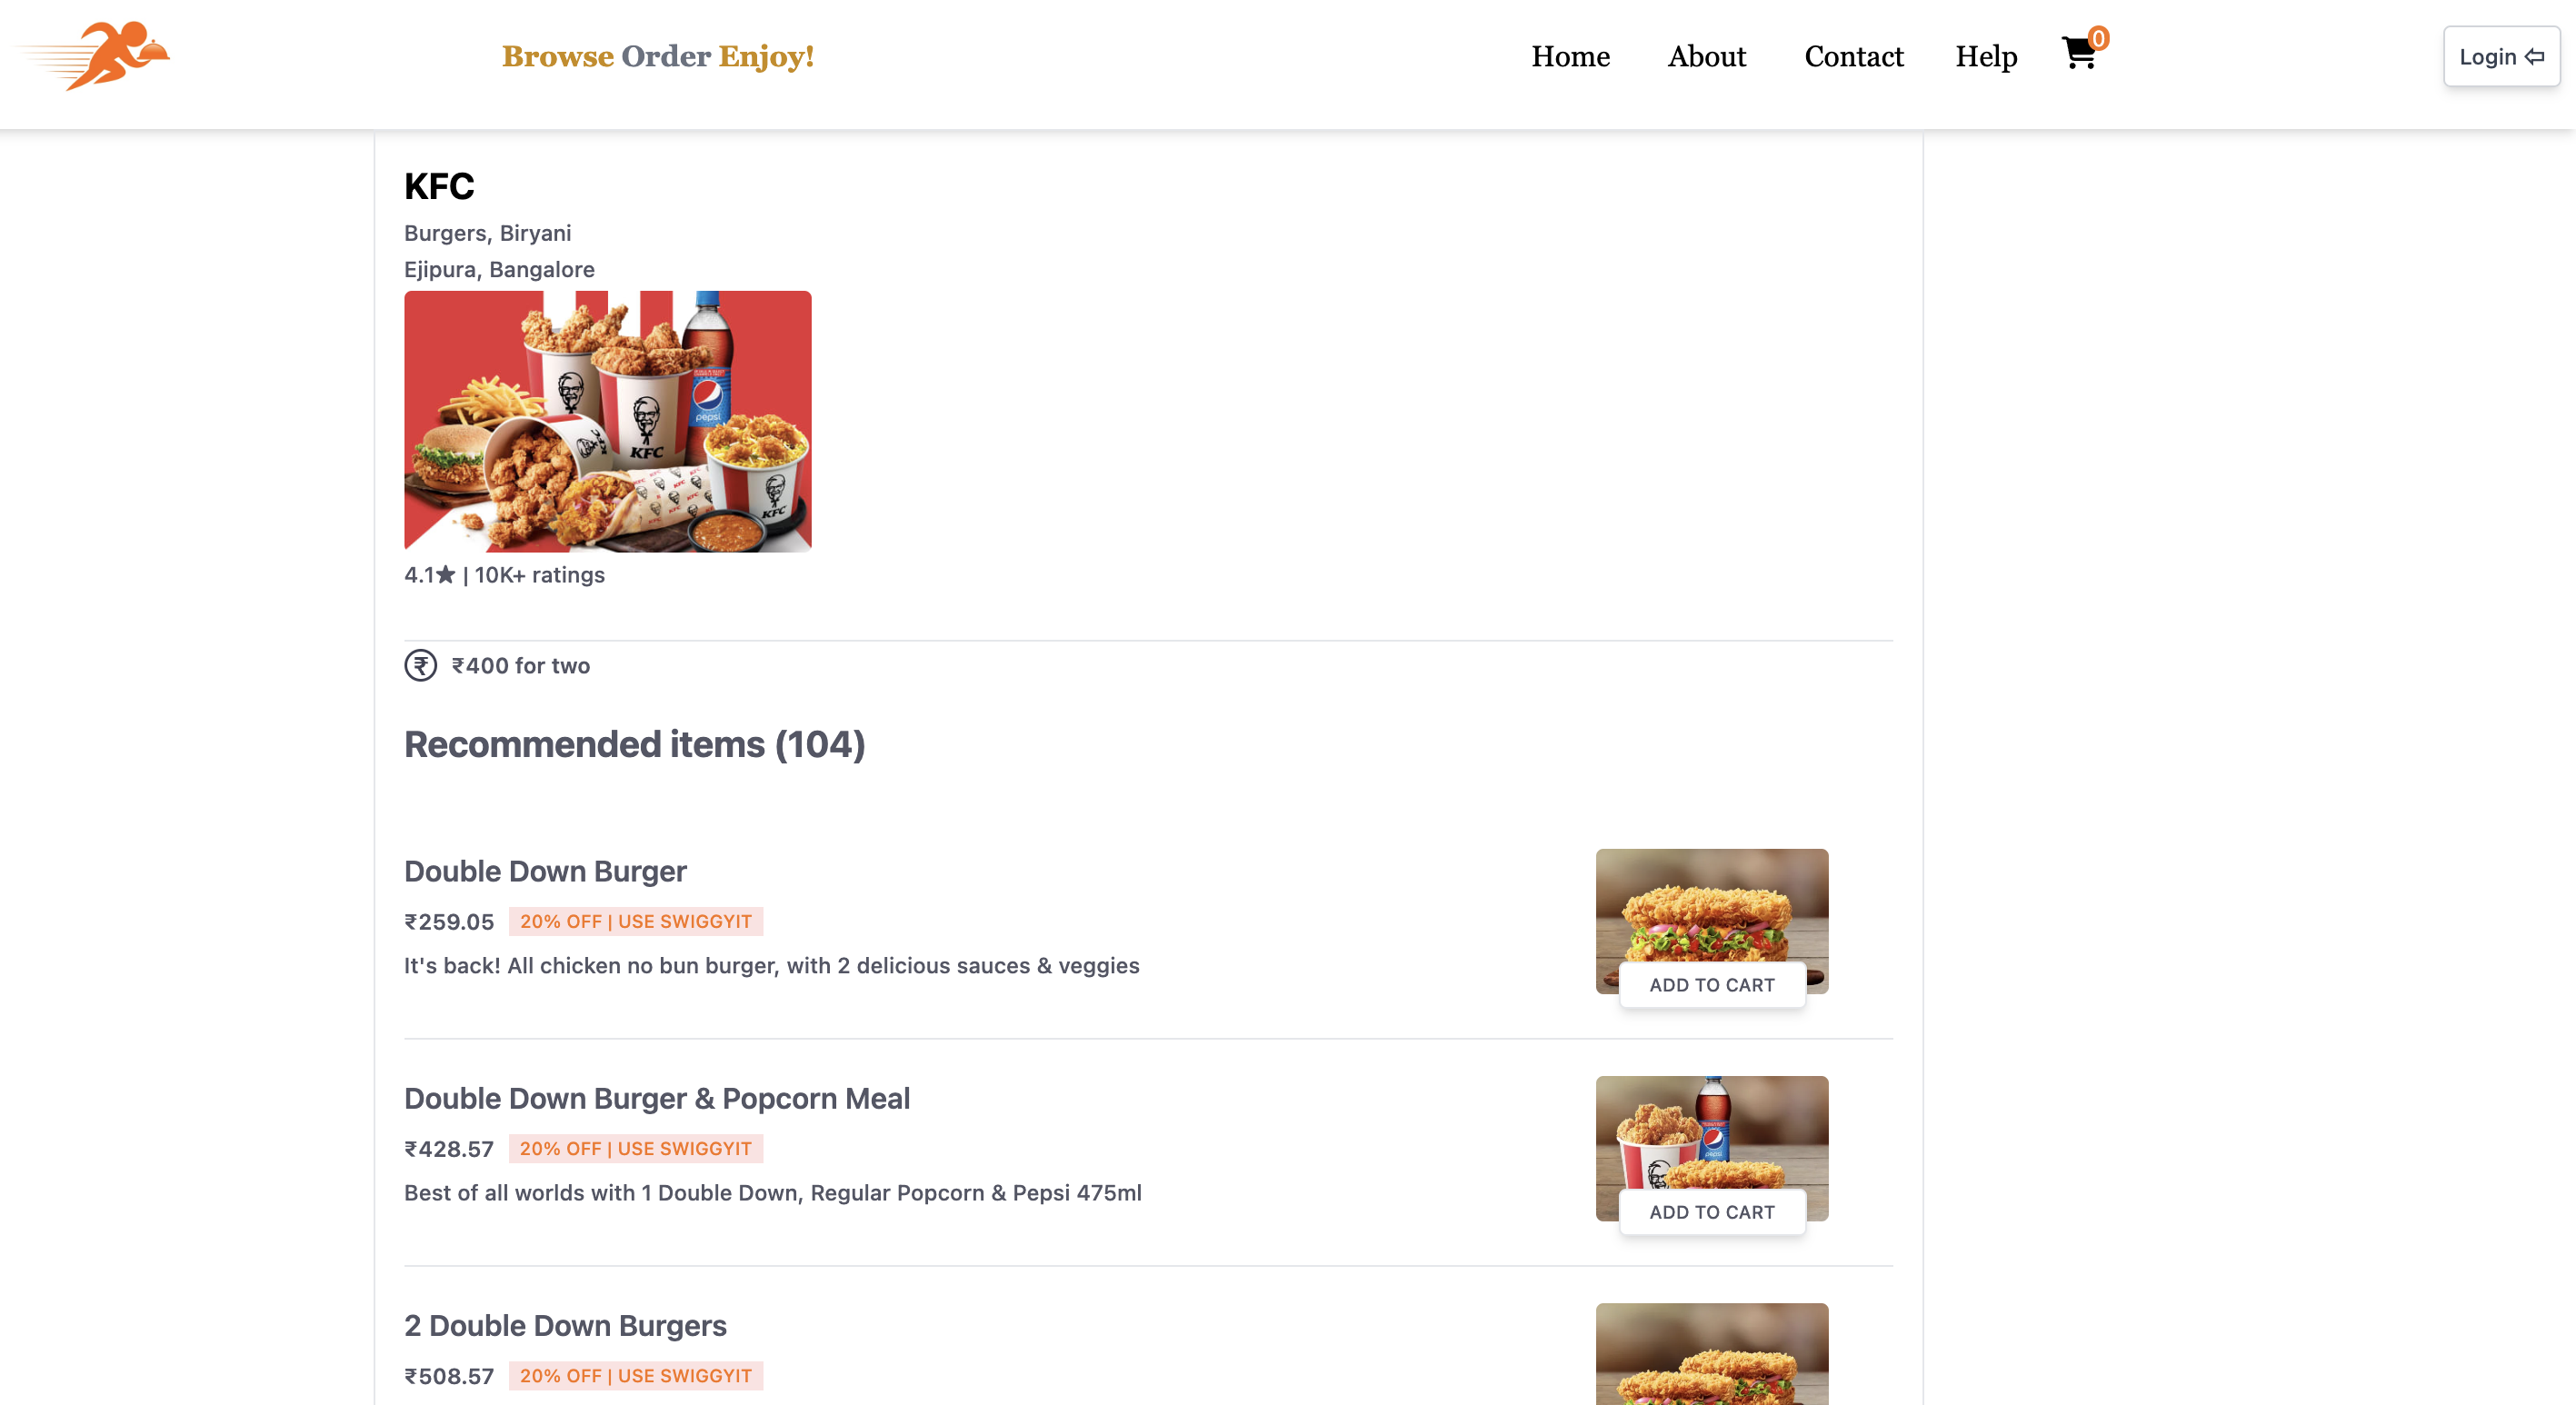 Browse Order Enjoy!
Home About Contact Help 0
Login
KFC
Burgers, Biryani
Ejipura, Bangalore
pepsi
KFC
KFC
4.1★ | 10K+ ratings
₹ ₹400 for two
Recommended items (104)
Double Down Burger
₹259.05 20% OFF | USE SWIGGYIT
It's back! All chicken no bun burger, with 2 delicious sauces & veggies
ADD TO CART
Double Down Burger & Popcorn Meal
₹428.57 20% OFF | USE SWIGGYIT
Best of all worlds with 1 Double Down, Regular Popcorn & Pepsi 475ml
pepsi
ADD TO CART
2 Double Down Burgers
₹508.57 20% OFF | USE SWIGGYIT